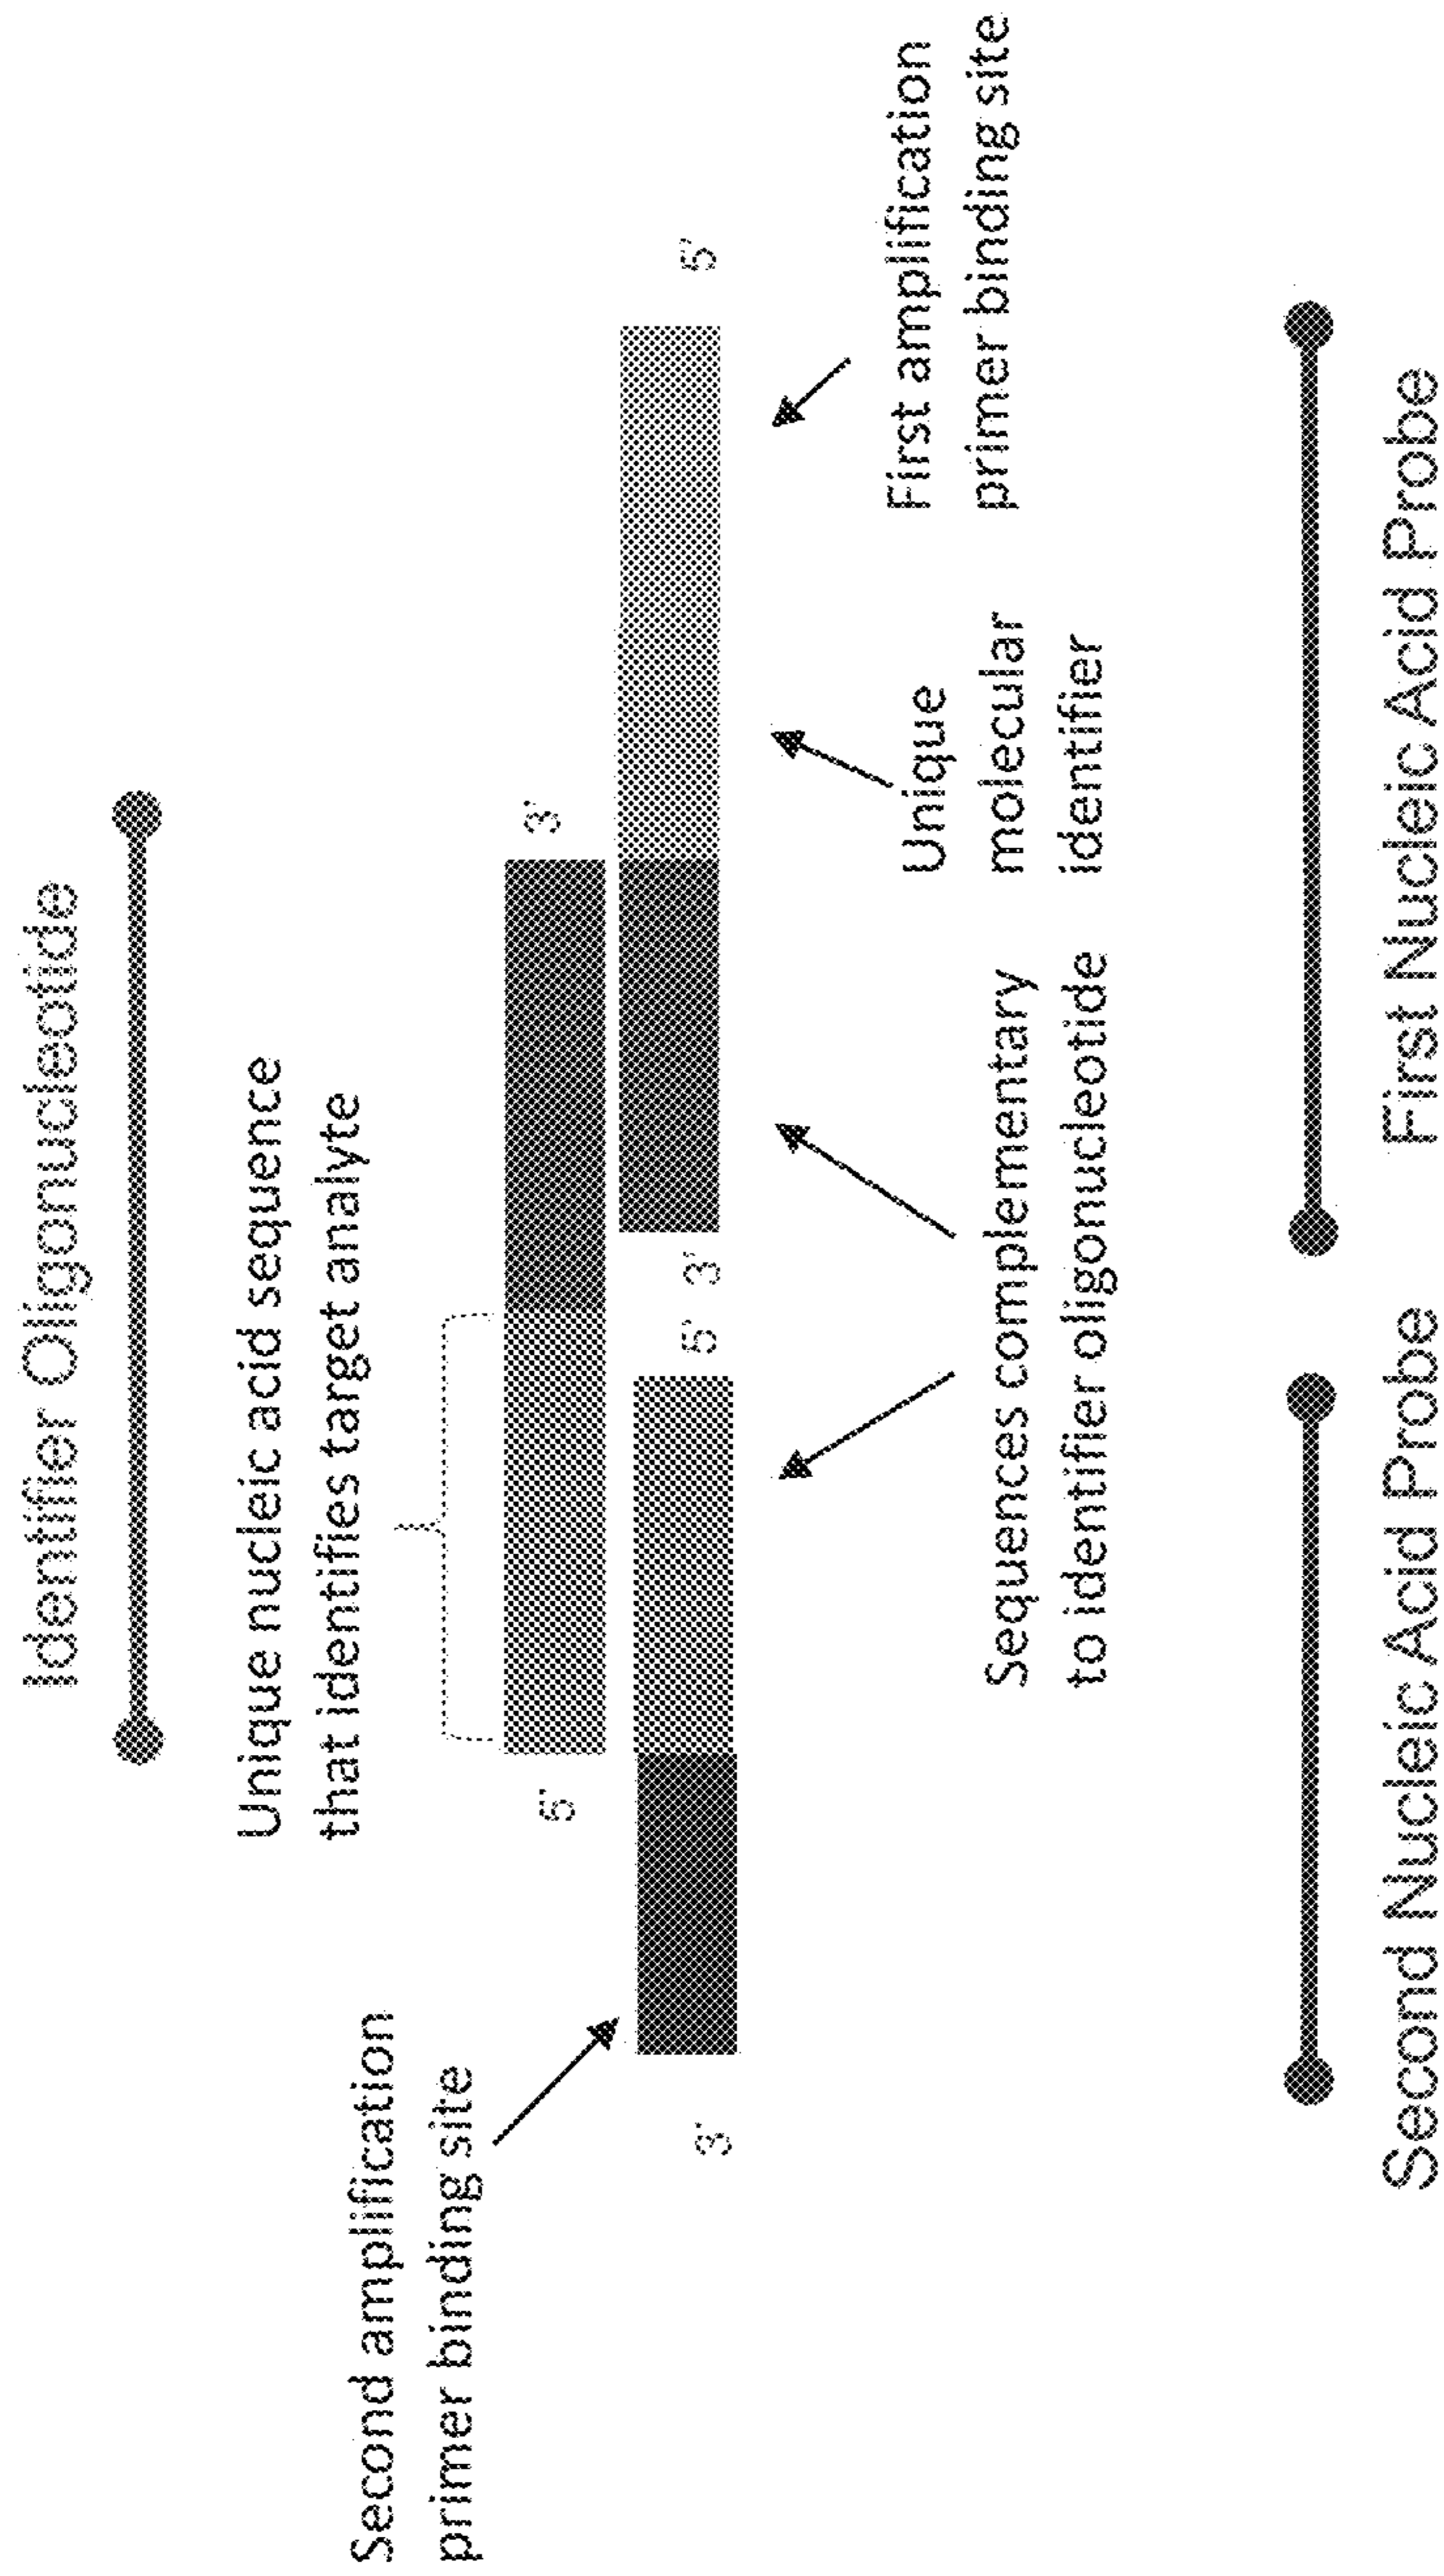 Identifier Oligonucleotide
Unique nucleic acid sequence
that identifies target analyte
Second amplification
primer binding site
5'
3'
3'
5'
3'
5'
First amplification
primer binding site
Unique
molecular
identifier
Sequences complementary
to identifier oligonucleotide
Second Nucleic Acid Probe
First Nucleic Acid Probe